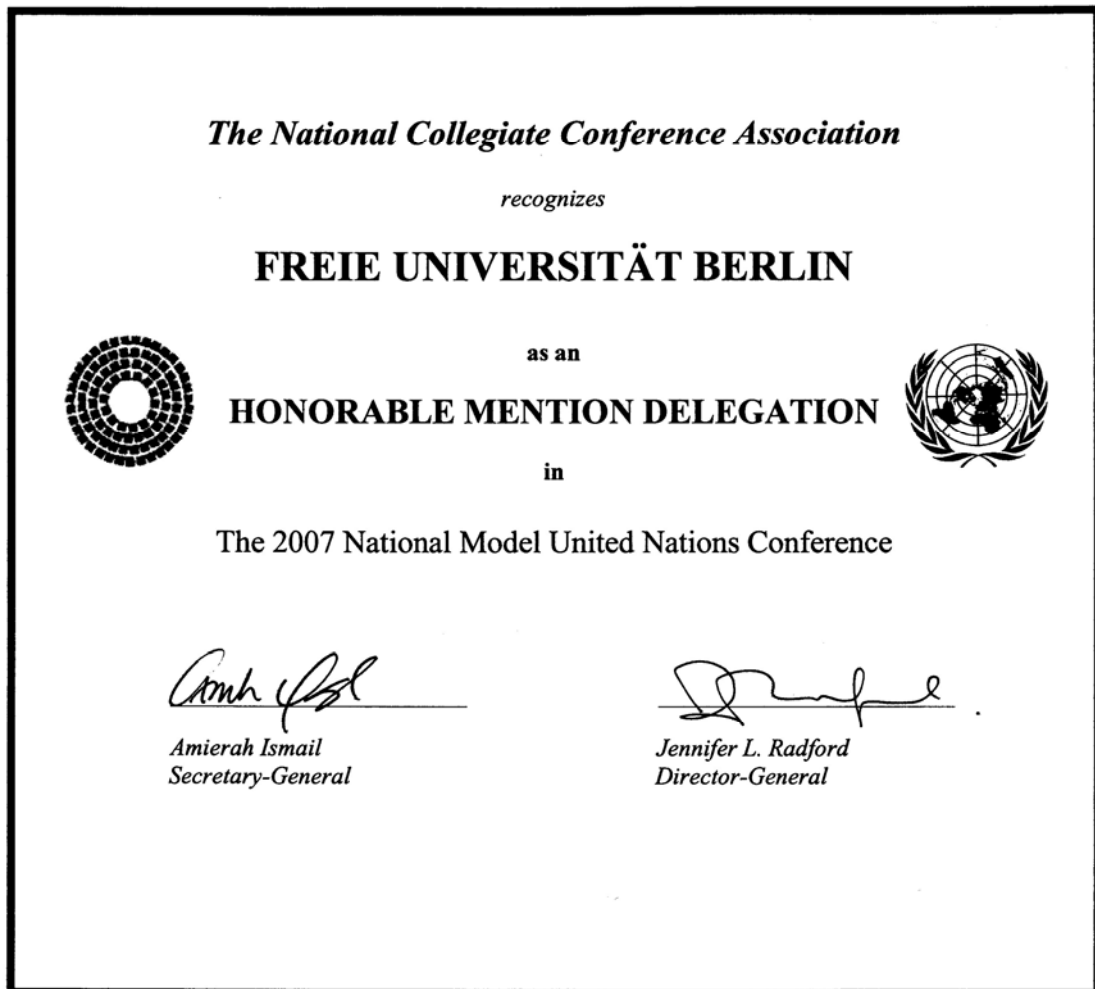 The National Collegiate Conference Association
recognizes
FREIE UNIVERSITÄT BERLIN
as an
HONORABLE MENTION DELEGATION
in
The 2007 National Model United Nations Conference
Amierah Ismail
Secretary-General
Jennifer L. Radford
Director-General